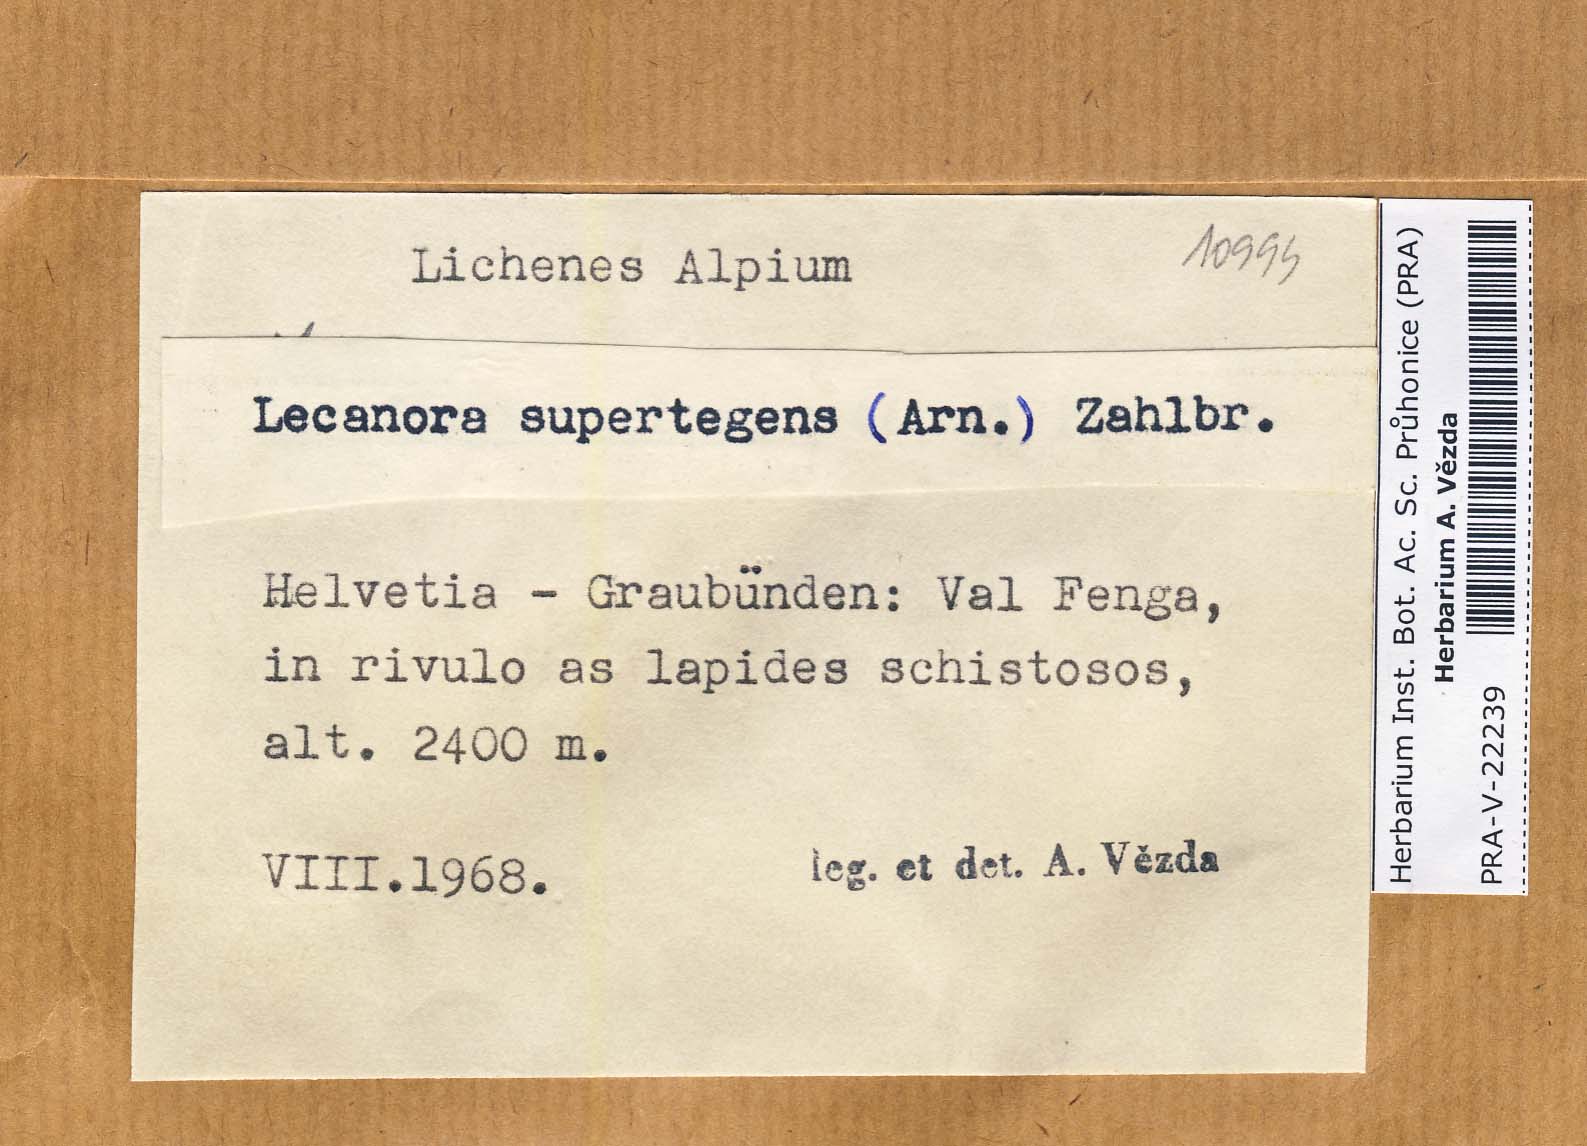 Lichenes Alpium
Lecanora supertegens (Arn.) Zahlbr.
Helvetia - Graubünden: Val Fenga,
in rivulo as lapides schistosos,
alt. 2400 m.
VIII.1968.
leg. et det. A. Vězda
Herbarium Inst. Bot. Ac. Sc. Průhonice (PRA)
Herbarium A. Vězda
PRA-V-22239